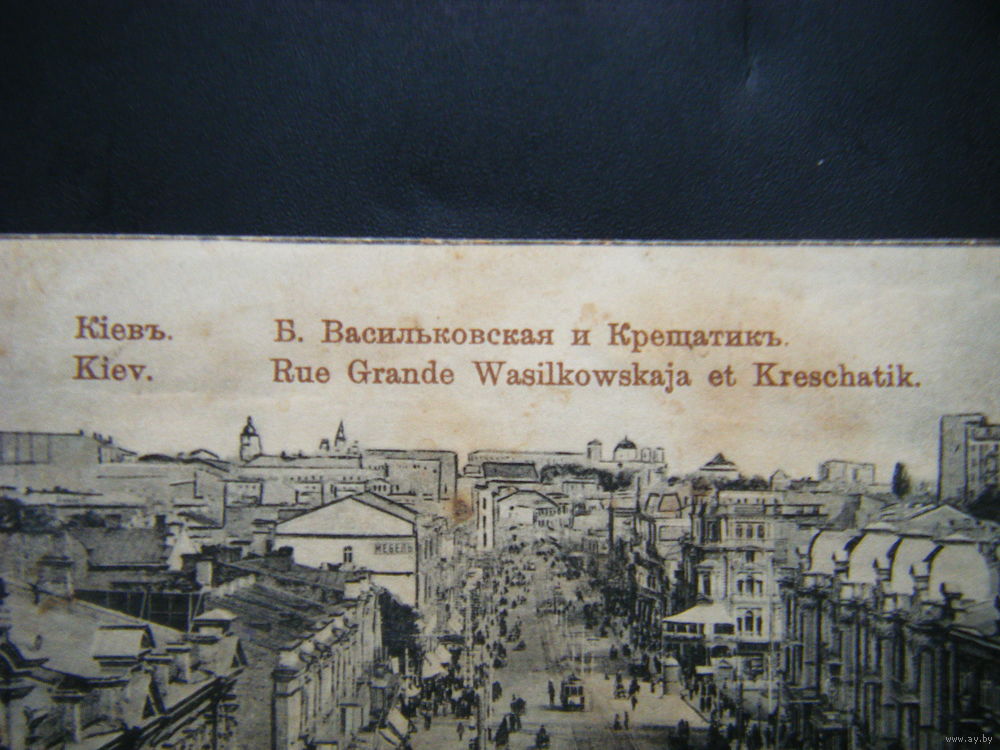 Кіевъ. Б. Васильковская и Крещатикъ.
Kiev. Rue Grande Wasilkowskaja et Kreschatik.
МЕБЕЛЬ
www.ay.by